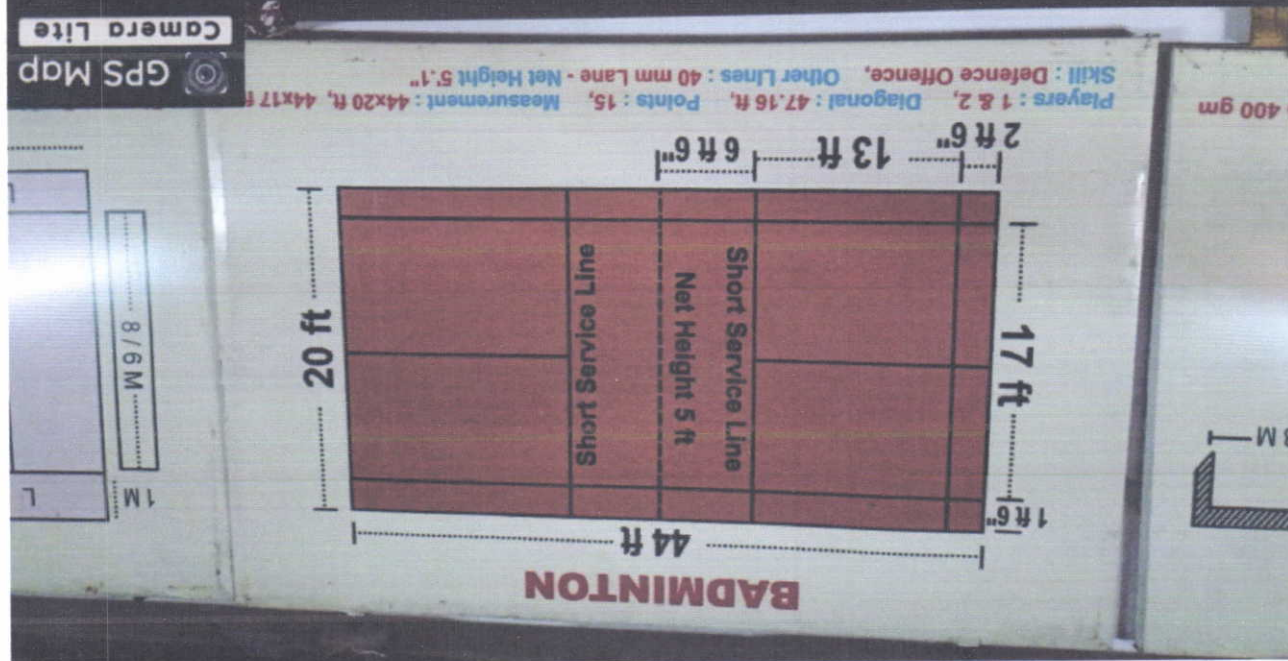 BADMINTON
44 ft
1 ft 6"
17 ft
20 ft
Short Service Line
Net Height 5 ft
Short Service Line
2 ft 6"
13 ft
6 ft 6"
Players : 1 & 2, Diagonal : 47.16 ft, Points : 15, Measurement : 44x20 ft, 44x17 f
Skill : Defence Offence, Other Lines : 40 mm Lane - Net Height 5'.1"
3 M
400 gm
1 M
L
8 / 6 M
L
GPS Map
Camera Lite